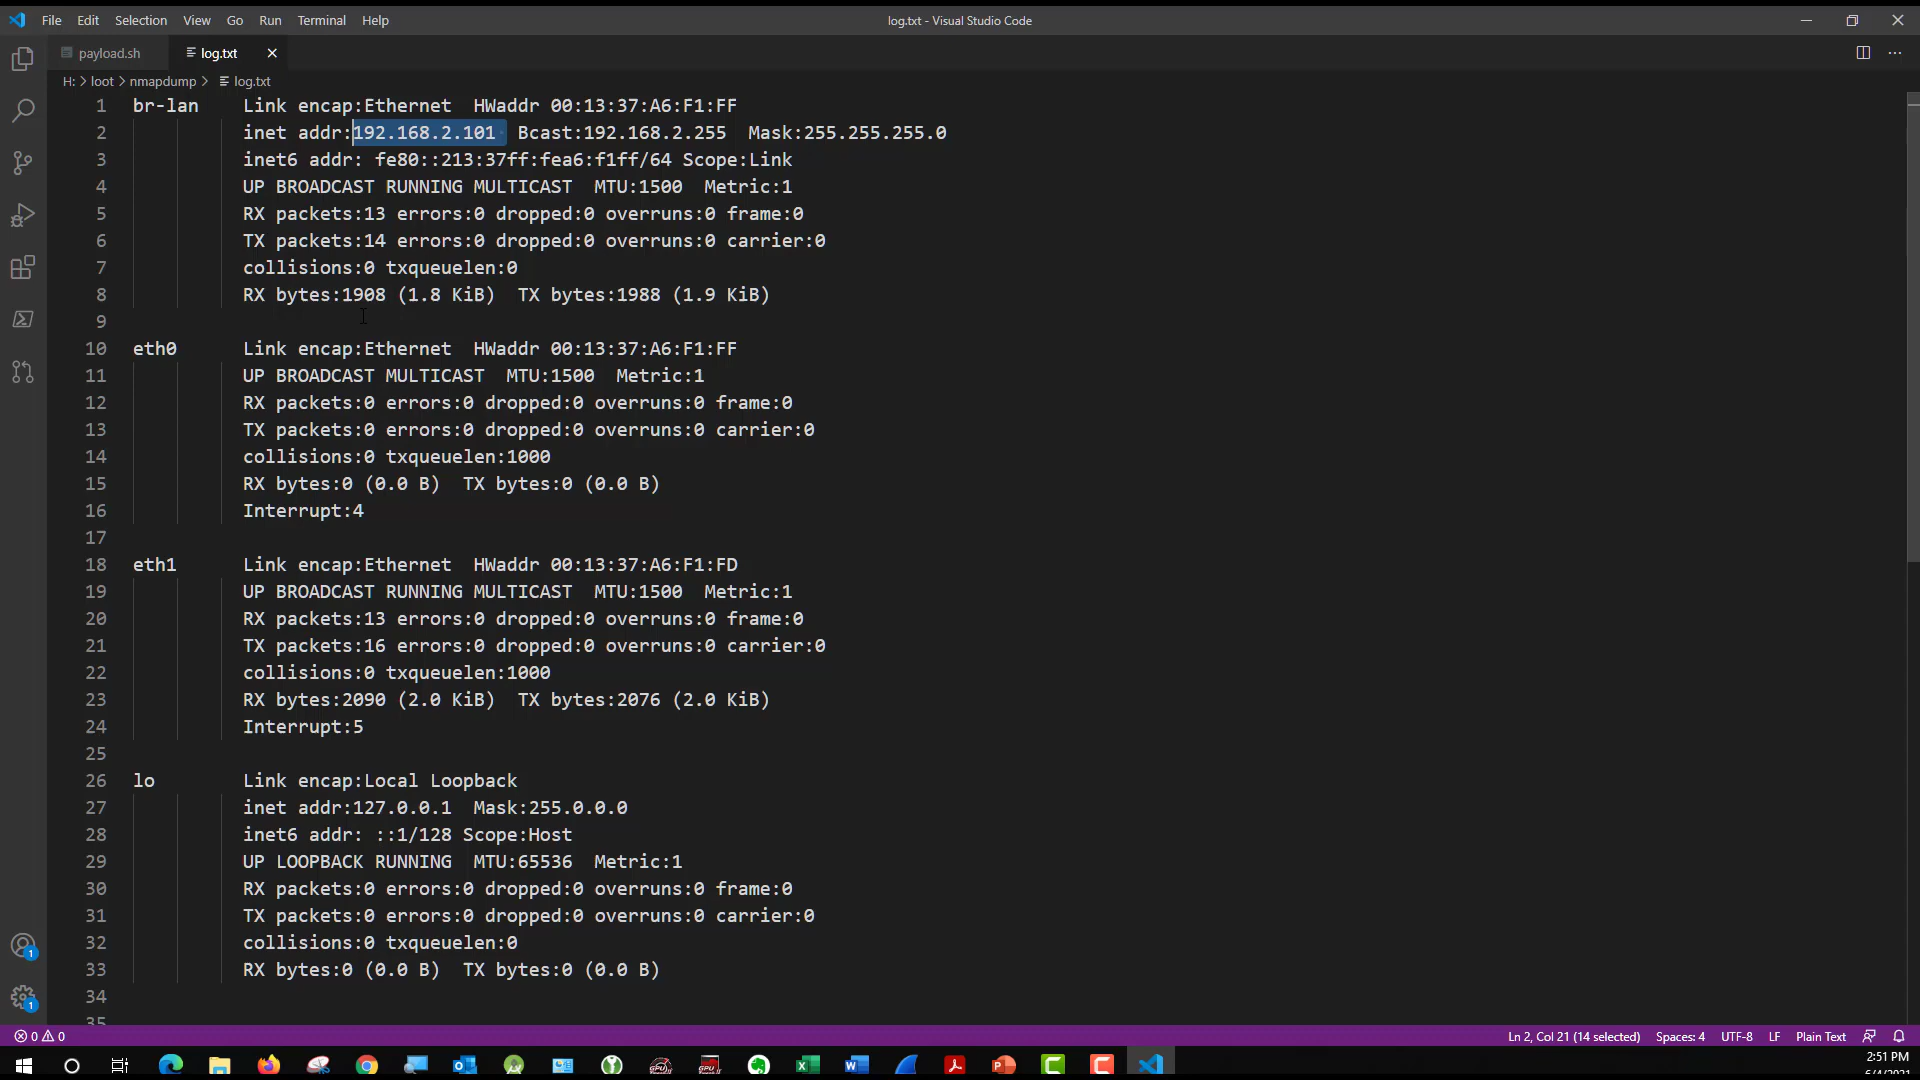 File Edit Selection View Go Run Terminal Help log.txt - Visual Studio Code
payload.sh log.txt
H: > loot > nmapdump > log.txt
1 br-lan Link encap:Ethernet HWaddr 00:13:37:A6:F1:FF
2 inet addr:192.168.2.101 Bcast:192.168.2.255 Mask:255.255.255.0
3 inet6 addr: fe80::213:37ff:fea6:f1ff/64 Scope:Link
4 UP BROADCAST RUNNING MULTICAST MTU:1500 Metric:1
5 RX packets:13 errors:0 dropped:0 overruns:0 frame:0
6 TX packets:14 errors:0 dropped:0 overruns:0 carrier:0
7 collisions:0 txqueuelen:0
8 RX bytes:1908 (1.8 KiB) TX bytes:1988 (1.9 KiB)
9
10 eth0 Link encap:Ethernet HWaddr 00:13:37:A6:F1:FF
11 UP BROADCAST MULTICAST MTU:1500 Metric:1
12 RX packets:0 errors:0 dropped:0 overruns:0 frame:0
13 TX packets:0 errors:0 dropped:0 overruns:0 carrier:0
14 collisions:0 txqueuelen:1000
15 RX bytes:0 (0.0 B) TX bytes:0 (0.0 B)
16 Interrupt:4
17
18 eth1 Link encap:Ethernet HWaddr 00:13:37:A6:F1:FD
19 UP BROADCAST RUNNING MULTICAST MTU:1500 Metric:1
20 RX packets:13 errors:0 dropped:0 overruns:0 frame:0
21 TX packets:16 errors:0 dropped:0 overruns:0 carrier:0
22 collisions:0 txqueuelen:1000
23 RX bytes:2090 (2.0 KiB) TX bytes:2076 (2.0 KiB)
24 Interrupt:5
25
26 lo Link encap:Local Loopback
27 inet addr:127.0.0.1 Mask:255.0.0.0
28 inet6 addr: ::1/128 Scope:Host
29 UP LOOPBACK RUNNING MTU:65536 Metric:1
30 RX packets:0 errors:0 dropped:0 overruns:0 frame:0
31 TX packets:0 errors:0 dropped:0 overruns:0 carrier:0
32 collisions:0 txqueuelen:0
33 RX bytes:0 (0.0 B) TX bytes:0 (0.0 B)
34
35
1
1
0 0 Ln 2, Col 21 (14 selected) Spaces: 4 UTF-8 LF Plain Text
2:51 PM